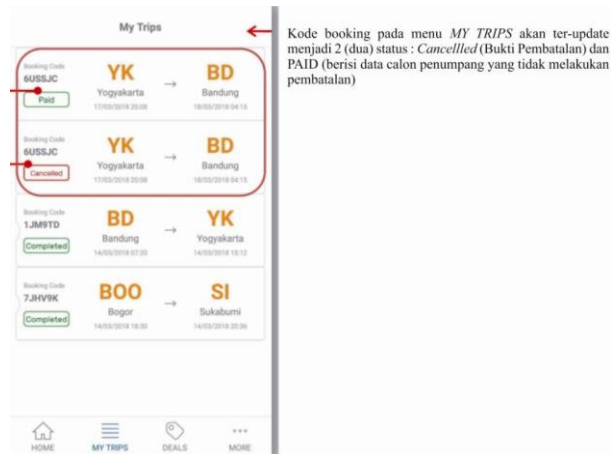 My Trips
Booking Code
6USSJC
Paid
YK
Yogyakarta
17/03/2018 20:08
→
BD
Bandung
18/03/2018 04:15
Booking Code
6USSJC
Cancelled
YK
Yogyakarta
17/03/2018 20:08
→
BD
Bandung
18/03/2018 04:15
Booking Code
1JM9TD
Completed
BD
Bandung
14/03/2018 07:20
→
YK
Yogyakarta
14/03/2018 15:12
Booking Code
7JHV9K
Completed
BOO
Bogor
14/03/2018 18:30
→
SI
Sukabumi
14/03/2018 20:36
HOME
MY TRIPS
DEALS
MORE
Kode booking pada menu MY TRIPS akan ter-update
menjadi 2 (dua) status : Cancellled (Bukti Pembatalan) dan
PAID (berisi data calon penumpang yang tidak melakukan
pembatalan)